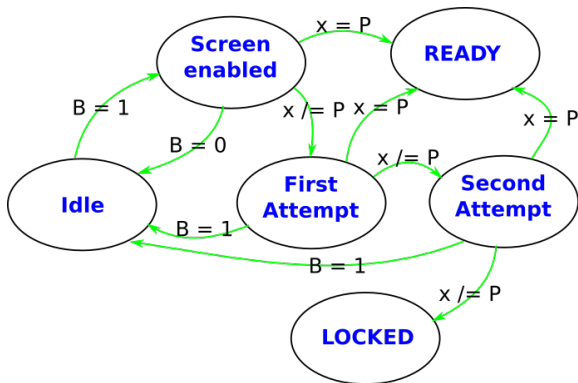 Screen
enabled
x = P
READY
B = 1
x /= P
x = P
x = P
B = 0
x /= P
First
Attempt
Second
Attempt
Idle
B = 1
B = 1
x /= P
LOCKED